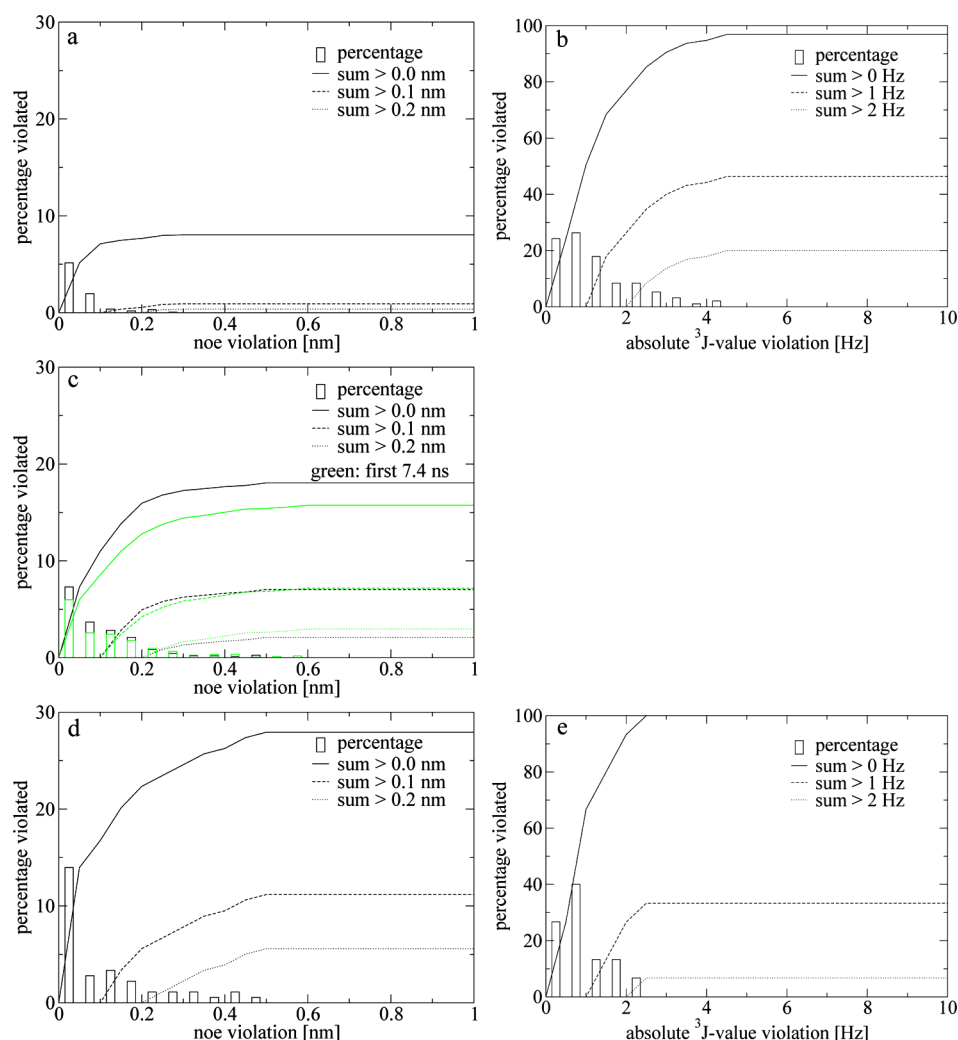 a
30
20
10
0
percentage violated
percentage
sum > 0.0 nm
sum > 0.1 nm
sum > 0.2 nm
0 0.2 0.4 0.6 0.8 1
noe violation [nm]
b
100
80
60
40
20
0
percentage violated
percentage
sum > 0 Hz
sum > 1 Hz
sum > 2 Hz
0 2 4 6 8 10
absolute ³J-value violation [Hz]
c
30
20
10
0
percentage violated
percentage
sum > 0.0 nm
sum > 0.1 nm
sum > 0.2 nm
green: first 7.4 ns
0 0.2 0.4 0.6 0.8 1
noe violation [nm]
d
30
20
10
0
percentage violated
percentage
sum > 0.0 nm
sum > 0.1 nm
sum > 0.2 nm
0 0.2 0.4 0.6 0.8 1
noe violation [nm]
e
100
80
60
40
20
0
percentage violated
percentage
sum > 0 Hz
sum > 1 Hz
sum > 2 Hz
0 2 4 6 8 10
absolute ³J-value violation [Hz]